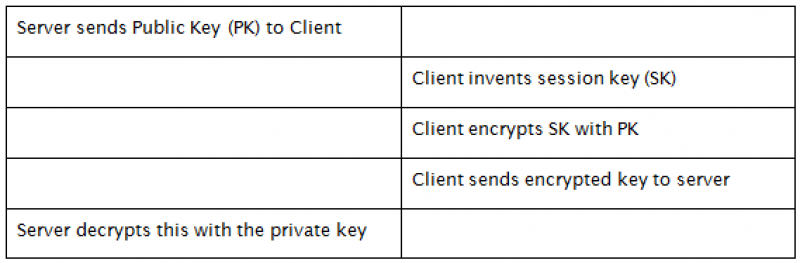 Server sends Public Key (PK) to Client
Client invents session key (SK)
Client encrypts SK with PK
Client sends encrypted key to server
Server decrypts this with the private key